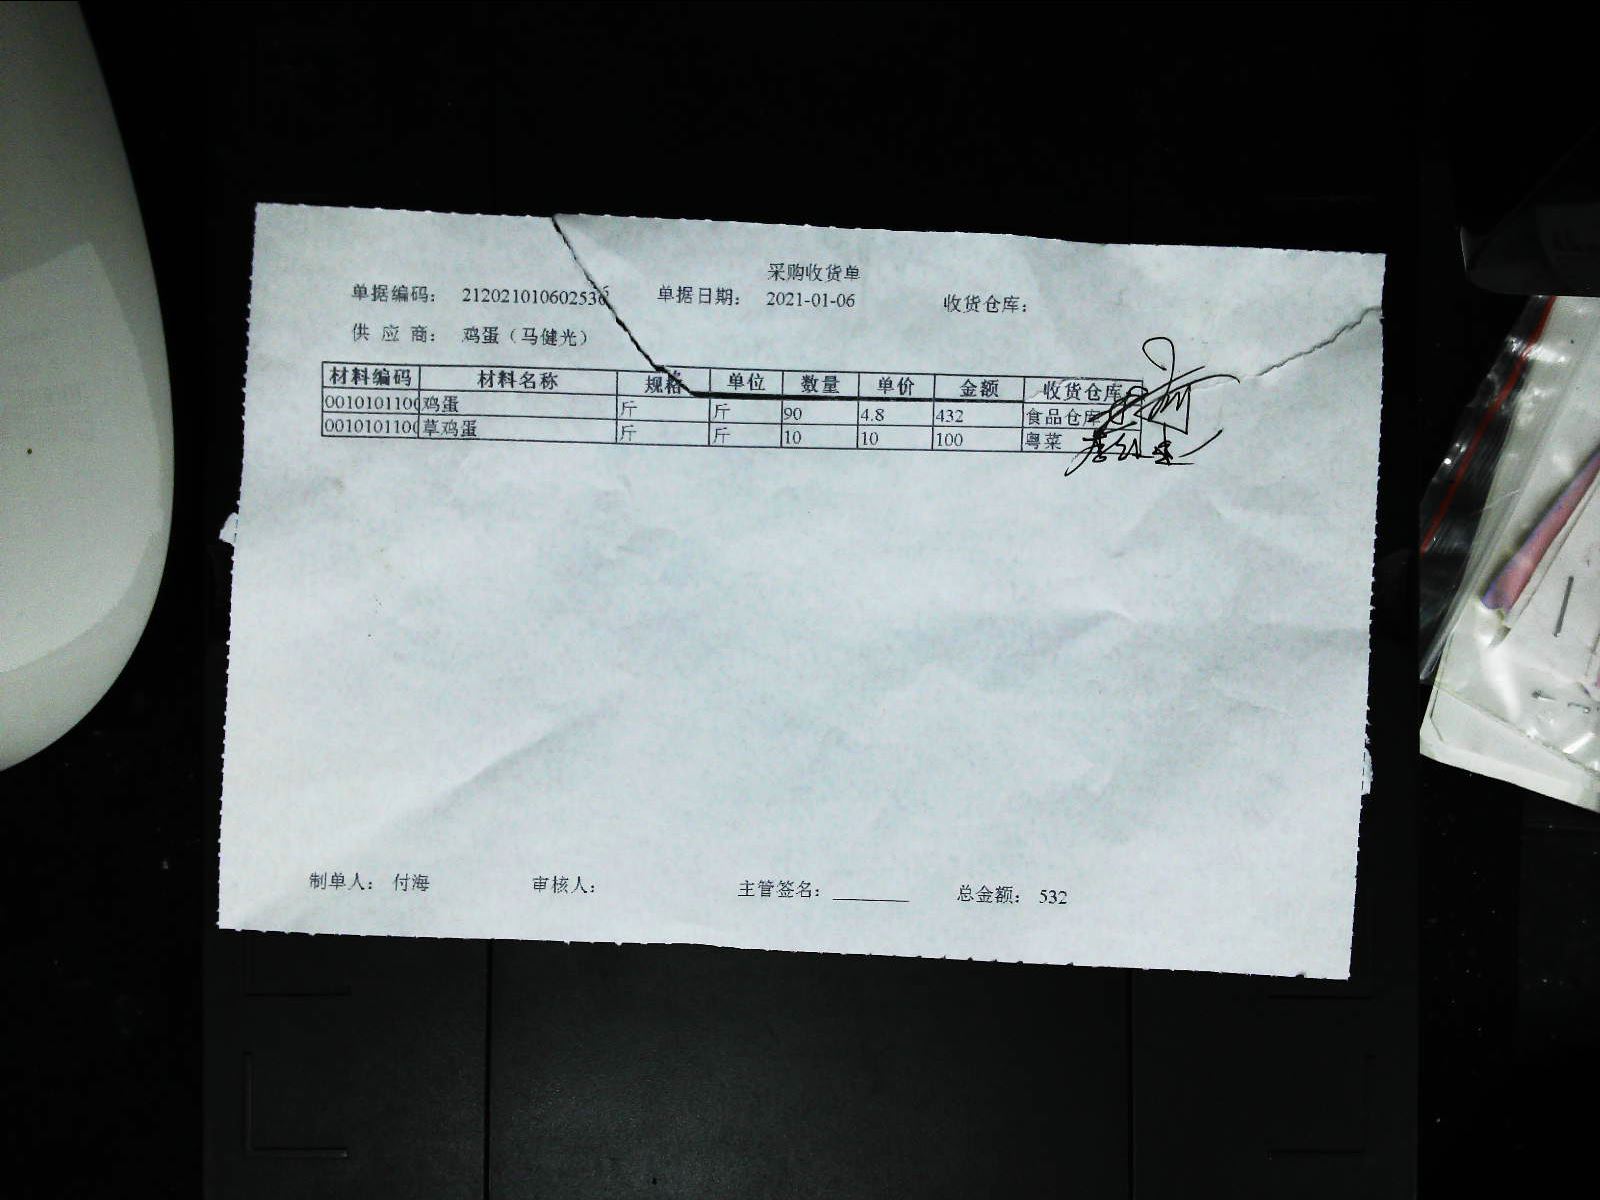 采购收货单
单据编码： 212021010602536 单据日期： 2021-01-06 收货仓库：
供 应 商： 鸡蛋（马健光）
材料编码 材料名称 规格 单位 数量 单价 金额 收货仓库
0010101100 鸡蛋 斤 斤 90 4.8 432 食品仓库
0010101100 草鸡蛋 斤 斤 10 10 100 粤菜
制单人： 付海 审核人： 主管签名：________ 总金额： 532